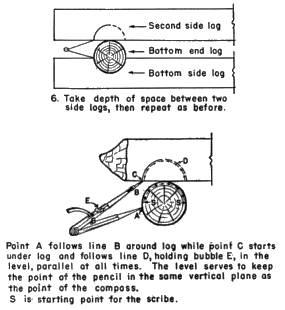 Second side log
Bottom end log
Bottom side log
6. Take depth of space between two
side logs, then repeat as before.
D
C
B
E
S S
A
Point A follows line B around log while point C starts
under log and follows line D, holding bubble E, in the
level, parallel at all times. The level serves to keep
the point of the pencil in the same vertical plane as
the point of the compass.
S is starting point for the scribe.